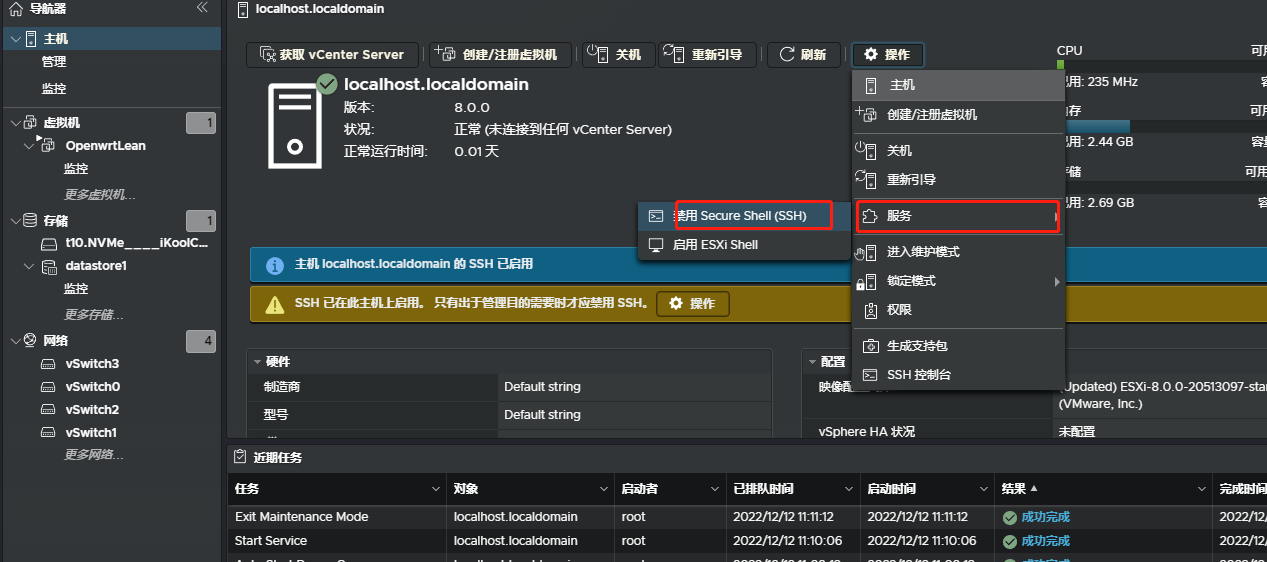 导航器
主机
管理
监控
虚拟机 1
OpenwrtLean
监控
更多虚拟机...
存储 1
t10.NVMe____iKoolC...
datastore1
监控
更多存储...
网络 4
vSwitch3
vSwitch0
vSwitch2
vSwitch1
更多网络...
localhost.localdomain
获取 vCenter Server
创建/注册虚拟机
关机
重新引导
刷新
操作
localhost.localdomain
版本: 8.0.0
状况: 正常 (未连接到任何 vCenter Server)
正常运行时间: 0.01 天
主机
创建/注册虚拟机
关机
重新引导
服务
进入维护模式
锁定模式
权限
生成支持包
SSH 控制台
禁用 Secure Shell (SSH)
启用 ESXi Shell
CPU
用: 235 MHz
存
用: 2.44 GB
储
用: 2.69 GB
主机 localhost.localdomain 的 SSH 已启用
SSH 已在此主机上启用。 只有出于管理目的需要时才应禁用 SSH。 操作
硬件
制造商 Default string
型号 Default string
配置
映像配 (Updated) ESXi-8.0.0-20513097-star
(VMware, Inc.)
vSphere HA 状况 未配置
近期任务
任务 对象 启动者 已排队时间 启动时间 结果 完成时间
Exit Maintenance Mode localhost.localdomain root 2022/12/12 11:11:12 2022/12/12 11:11:12 成功完成 2022/12/
Start Service localhost.localdomain root 2022/12/12 11:10:06 2022/12/12 11:10:06 成功完成 2022/12/